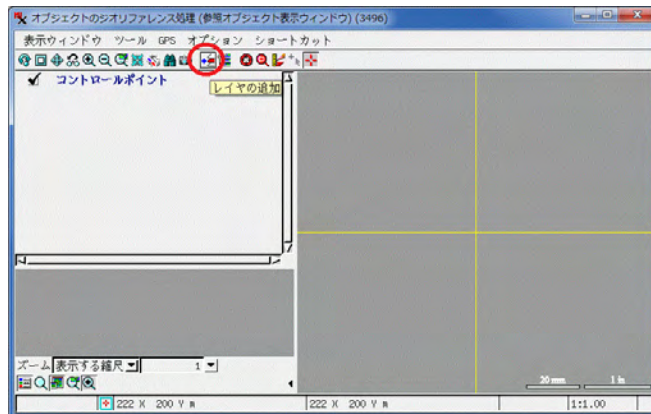 オブジェクトのジオリファレンス処理 (参照オブジェクト表示ウィンドウ) (3496)
表示ウィンドウ ツール GPS オプション ショートカット
コントロールポイント
レイヤの追加
ズーム 表示する縮尺 1
20 mm 1 in
222 X 200 Y m 222 X 200 Y m 1:1.00